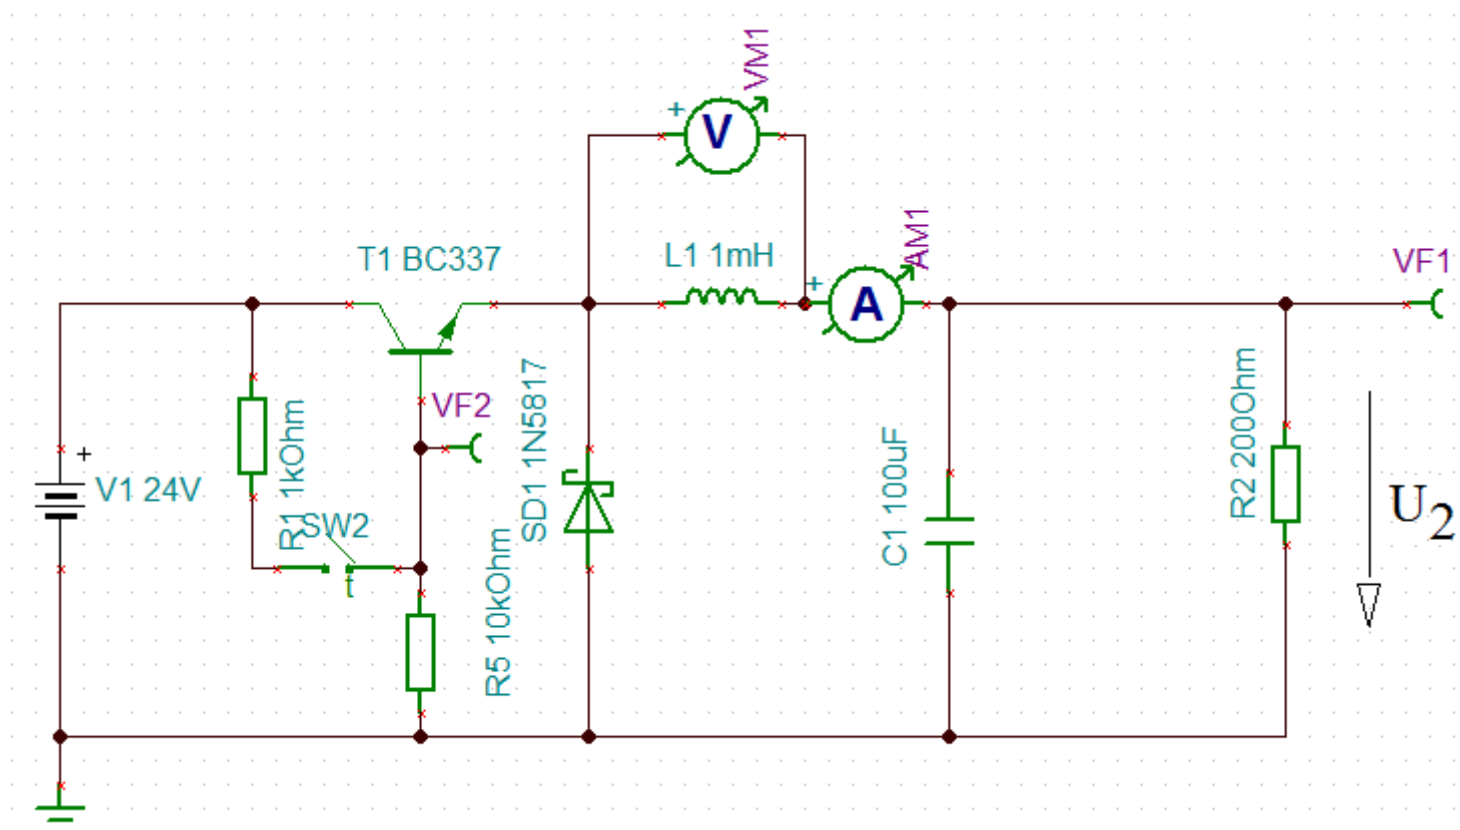 VM1
+
V
T1 BC337
L1 1mH
+
A
AM1
VF1
VF2
+
V1 24V
R1 1kOhm
SW2
t
R5 10kOhm
SD1 1N5817
C1 100uF
R2 200Ohm
U2